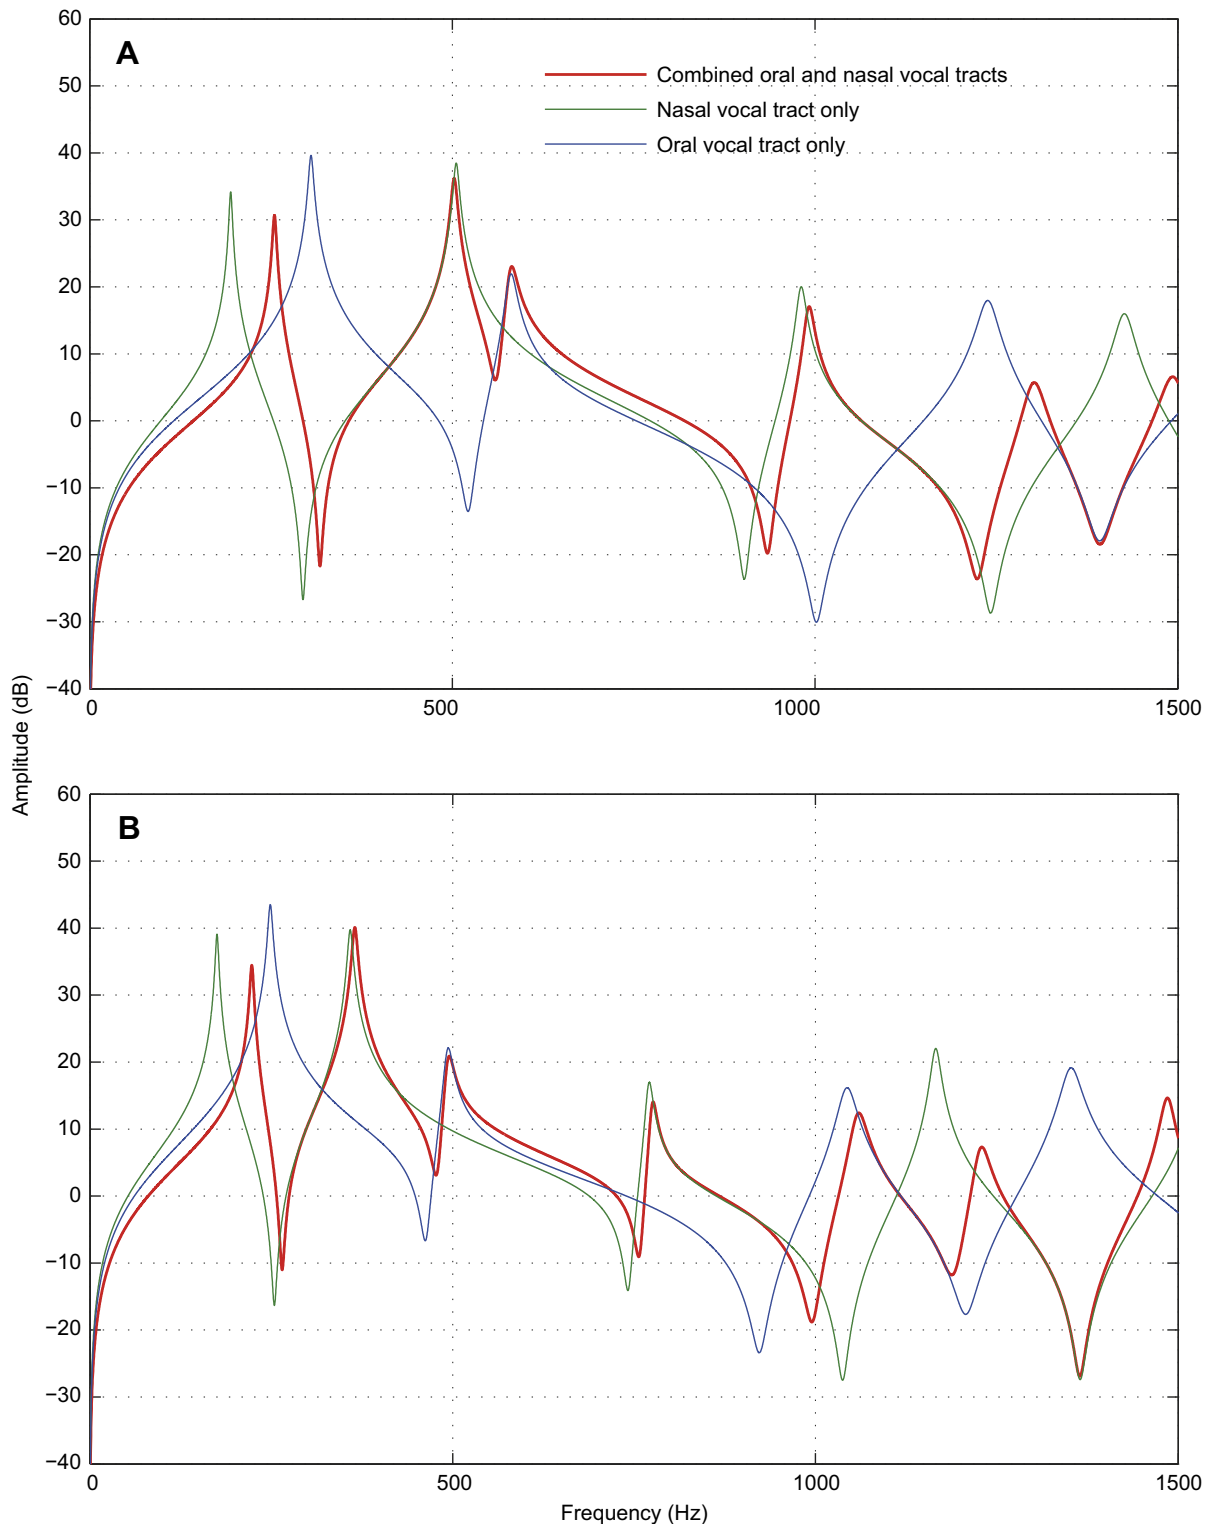 A
Combined oral and nasal vocal tracts
Nasal vocal tract only
Oral vocal tract only
60
50
40
30
20
10
0
−10
−20
−30
−40
0 500 1000 1500
Amplitude (dB)
B
60
50
40
30
20
10
0
−10
−20
−30
−40
0 500 1000 1500
Frequency (Hz)